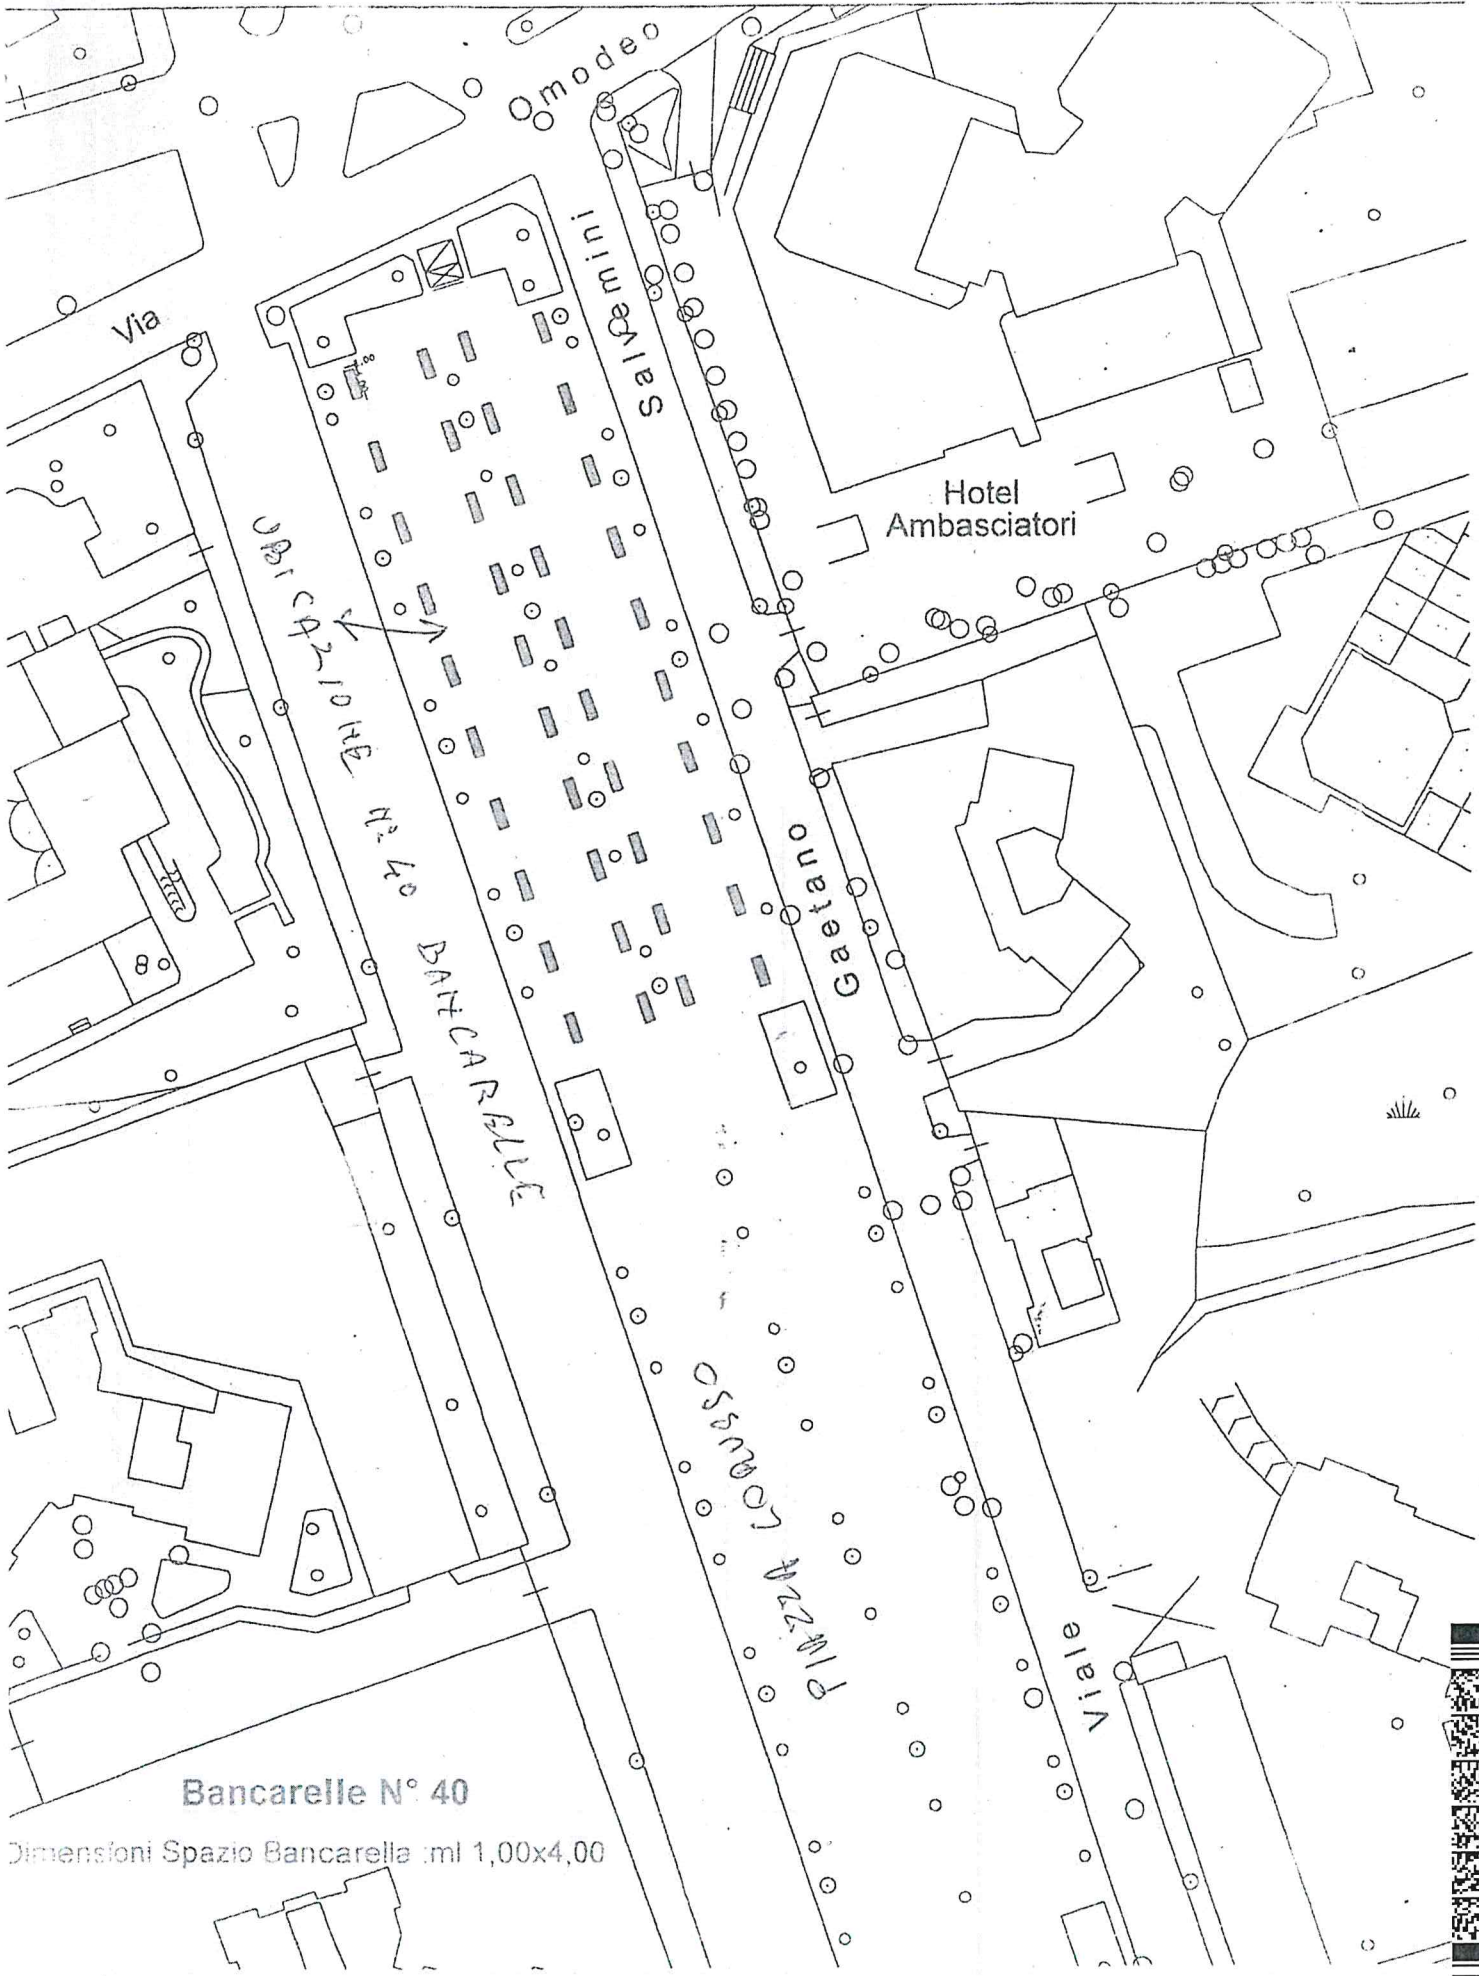 Omodeo
Via
Salvemini
Hotel
Ambasciatori
UBICAZIONE N° 40 BANCARELLE
Gaetano
PIAZZA
Viale
Bancarelle N° 40
Dimensioni Spazio Bancarella :ml 1,00x4,00